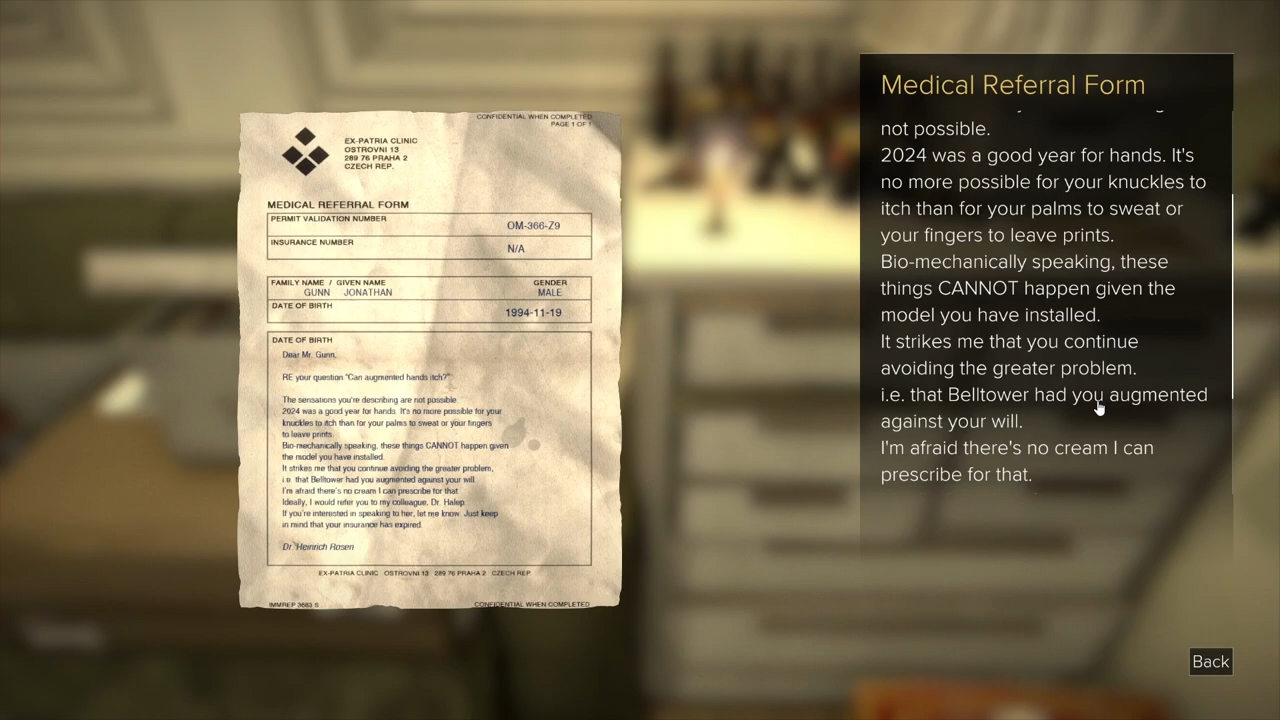 CONFIDENTIAL WHEN COMPLETED
PAGE 1 OF 1
EX-PATRIA CLINIC
OSTROVNI 13
289 76 PRAHA 2
CZECH REP.
MEDICAL REFERRAL FORM
PERMIT VALIDATION NUMBER
OM-366-Z9
INSURANCE NUMBER
N/A
FAMILY NAME / GIVEN NAME GENDER
GUNN JONATHAN MALE
DATE OF BIRTH
1994-11-19
DATE OF BIRTH
Dear Mr. Gunn,
RE your question "Can augmented hands itch?"
The sensations you're describing are not possible.
2024 was a good year for hands. It's no more possible for your
knuckles to itch than for your palms to sweat or your fingers
to leave prints.
Bio-mechanically speaking, these things CANNOT happen given
the model you have installed.
It strikes me that you continue avoiding the greater problem,
i.e. that Belltower had you augmented against your will.
I'm afraid there's no cream I can prescribe for that.
Ideally, I would refer you to my colleague, Dr. Halep.
If you're interested in speaking to her, let me know. Just keep
in mind that your insurance has expired.
Dr. Heinrich Rosen
EX-PATRIA CLINIC OSTROVNI 13 289 76 PRAHA 2 CZECH REP
IMMREP 3663 S
CONFIDENTIAL WHEN COMPLETED
Medical Referral Form
not possible.
2024 was a good year for hands. It's
no more possible for your knuckles to
itch than for your palms to sweat or
your fingers to leave prints.
Bio-mechanically speaking, these
things CANNOT happen given the
model you have installed.
It strikes me that you continue
avoiding the greater problem.
i.e. that Belltower had you augmented
against your will.
I'm afraid there's no cream I can
prescribe for that.
Back